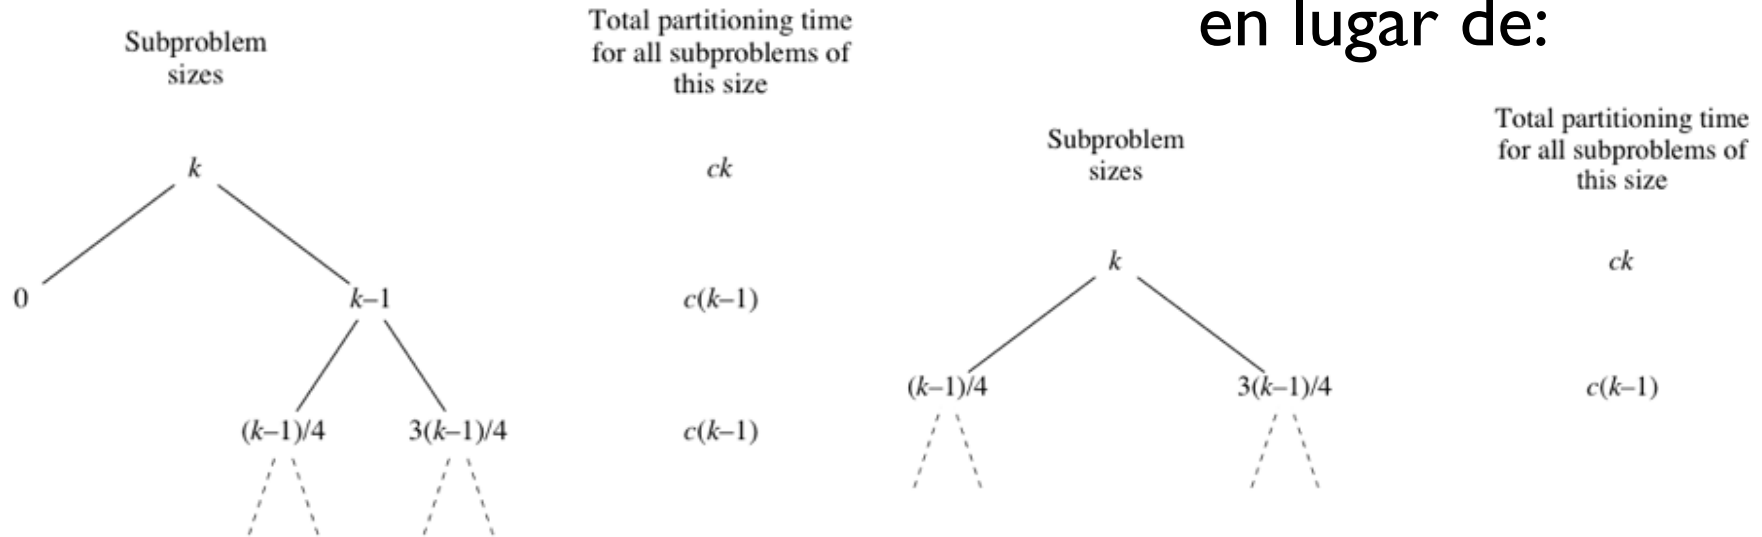 Subproblem
sizes
Total partitioning time
for all subproblems of
this size
k
ck
0
k–1
c(k–1)
(k–1)/4
3(k–1)/4
c(k–1)
en lugar de:
Subproblem
sizes
Total partitioning time
for all subproblems of
this size
k
ck
(k–1)/4
3(k–1)/4
c(k–1)